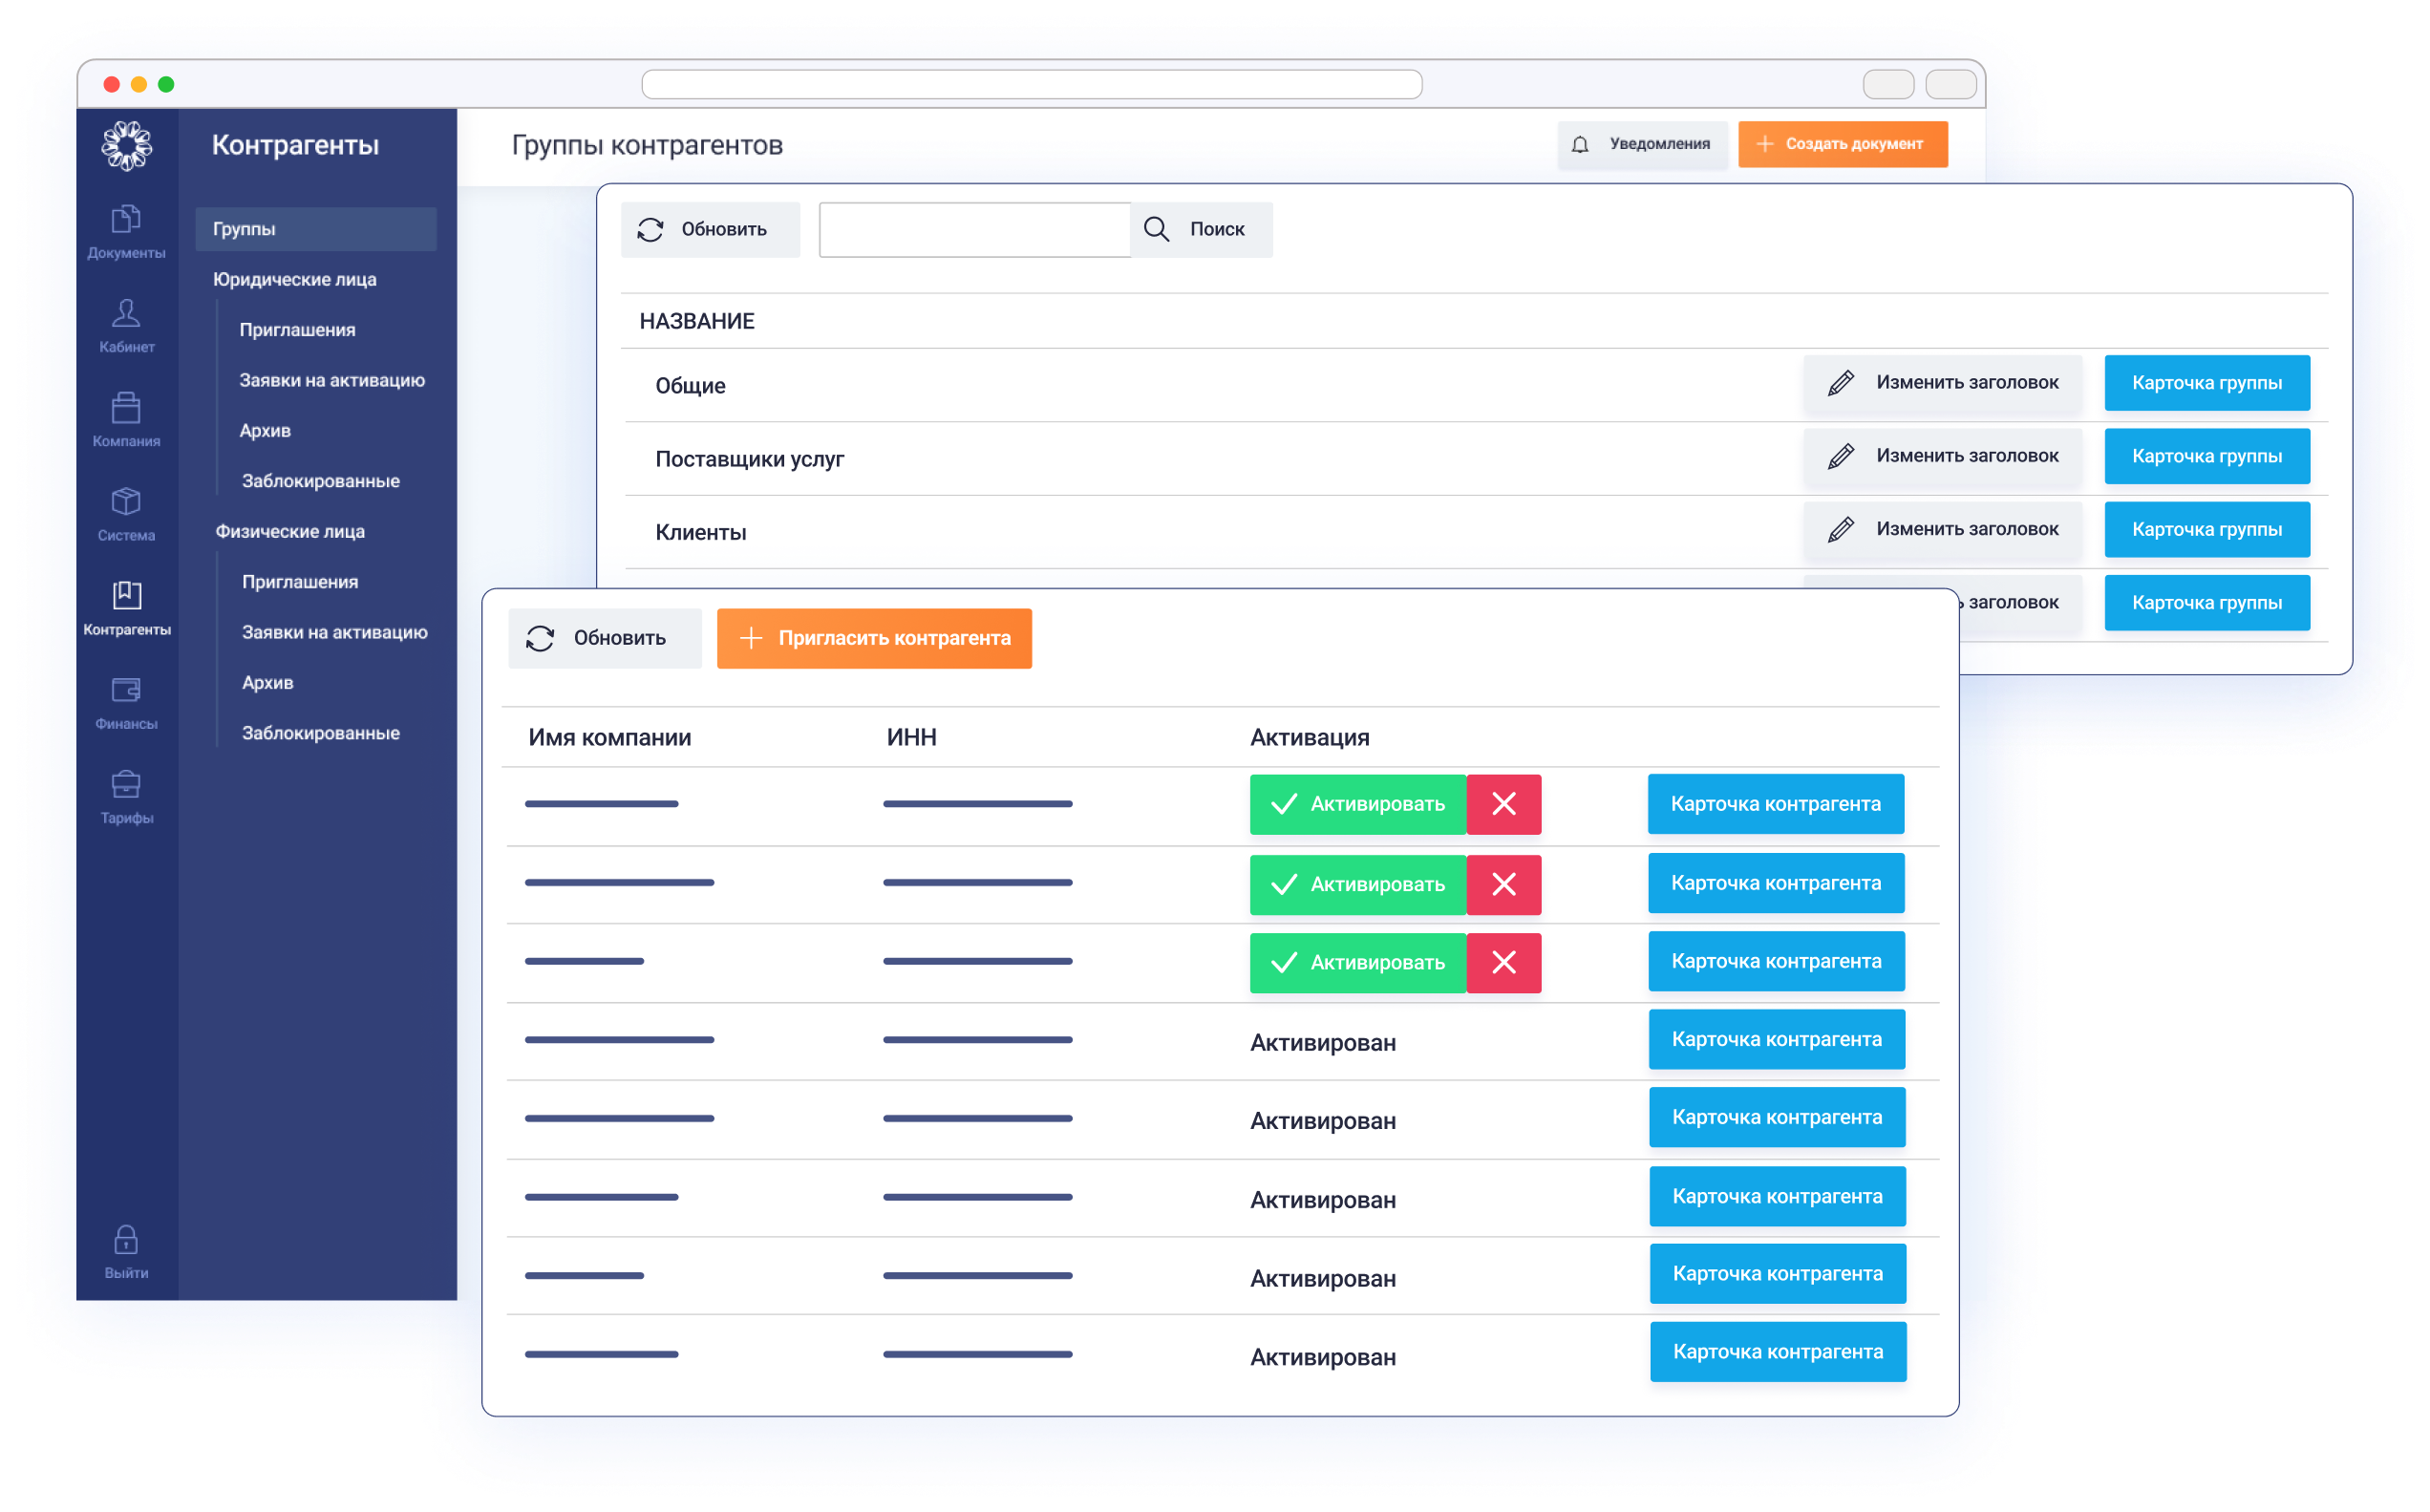 Контрагенты
Группы контрагентов
Уведомления
Создать документ
Документы
Кабинет
Компания
Система
Контрагенты
Финансы
Тарифы
Выйти
Группы
Юридические лица
Приглашения
Заявки на активацию
Архив
Заблокированные
Физические лица
Приглашения
Заявки на активацию
Архив
Заблокированные
Обновить
Поиск
НАЗВАНИЕ
Общие Изменить заголовок Карточка группы
Поставщики услуг Изменить заголовок Карточка группы
Клиенты Изменить заголовок Карточка группы
заголовок Карточка группы
Обновить
Пригласить контрагента
Имя компании ИНН Активация
Активировать Карточка контрагента
Активировать Карточка контрагента
Активировать Карточка контрагента
Активирован Карточка контрагента
Активирован Карточка контрагента
Активирован Карточка контрагента
Активирован Карточка контрагента
Активирован Карточка контрагента